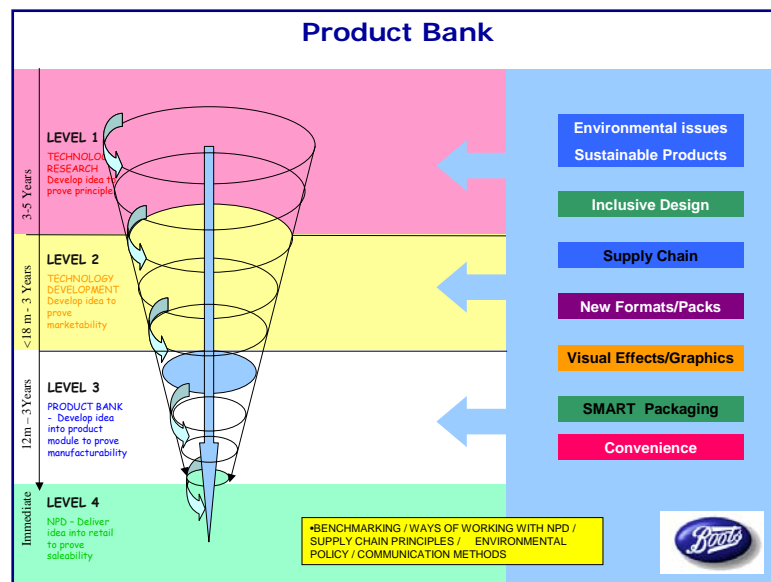 Product Bank
3-5 Years
LEVEL 1
TECHNOLOGY
RESEARCH
Develop idea to
prove principle
<18 m - 3 Years
LEVEL 2
TECHNOLOGY
DEVELOPMENT
Develop idea to
prove
marketability
12m – 3Years
LEVEL 3
PRODUCT BANK
– Develop idea
into product
module to prove
manufacturability
Immediate
LEVEL 4
NPD – Deliver
idea into retail
to prove
saleability
Environmental issues
Sustainable Products
Inclusive Design
Supply Chain
New Formats/Packs
Visual Effects/Graphics
SMART Packaging
Convenience
•BENCHMARKING / WAYS OF WORKING WITH NPD /
SUPPLY CHAIN PRINCIPLES / ENVIRONMENTAL
POLICY / COMMUNICATION METHODS
Boots